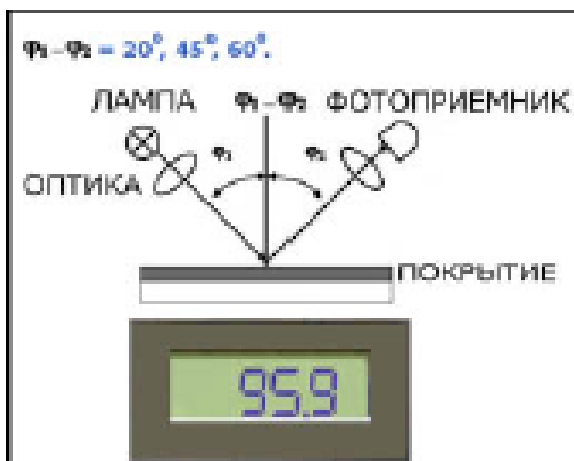 φ₁-φ₂ = 20°, 45°, 60°.
ЛАМПА φ₁-φ₂ ФОТОПРИЕМНИК
φ₁ φ₂
ОПТИКА
ПОКРЫТИЕ
95.9